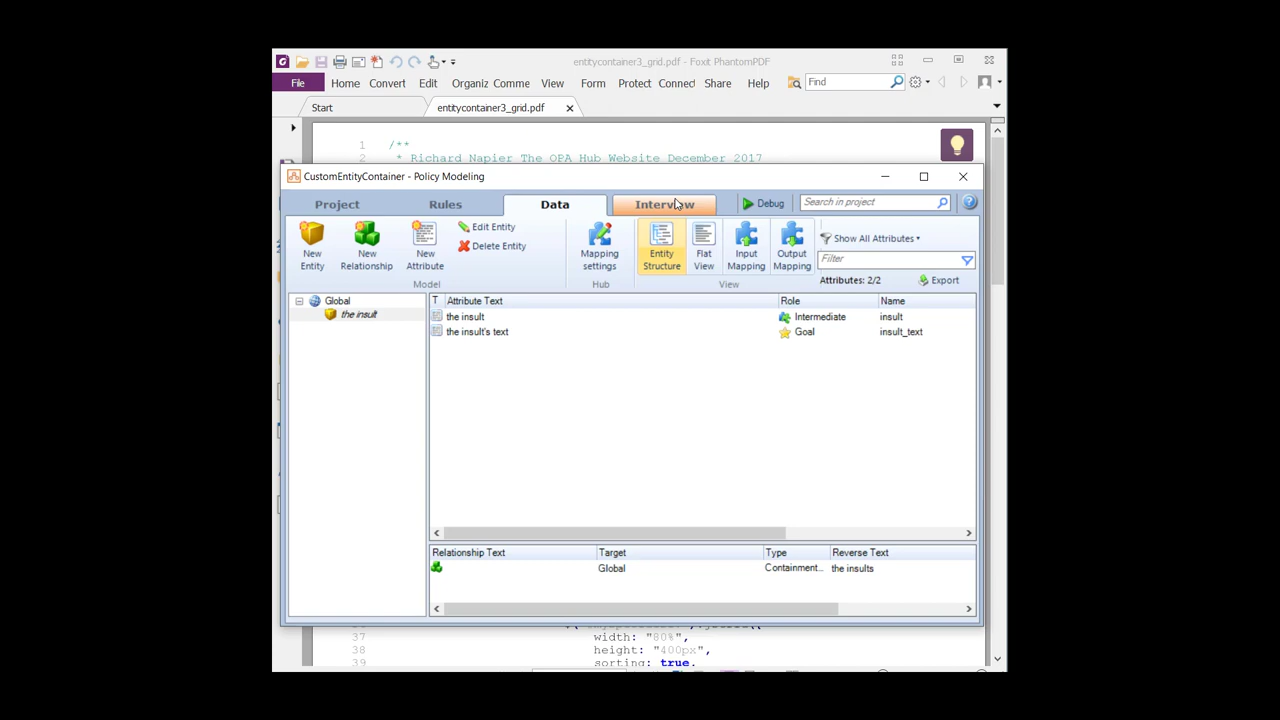 entitycontainer3_grid.pdf - Foxit PhantomPDF
File Home Convert Edit Organiz Comme View Form Protect Connect Share Help Find
Start entitycontainer3_grid.pdf
1 /**
2 * Richard Napier The OPA Hub Website December 2017
CustomEntityContainer - Policy Modeling
Project Rules Data Interview Debug Search in project
New Entity
New Relationship
New Attribute
Edit Entity
Delete Entity
Mapping settings
Entity Structure
Flat View
Input Mapping
Output Mapping
Show All Attributes
Filter
Attributes: 2/2 Export
Model Hub View
Global
the insult
T Attribute Text Role Name
the insult Intermediate insult
the insult's text Goal insult_text
Relationship Text Target Type Reverse Text
Global Containment... the insults
37 width: "80%",
38 height: "400px",
39 sorting: true,